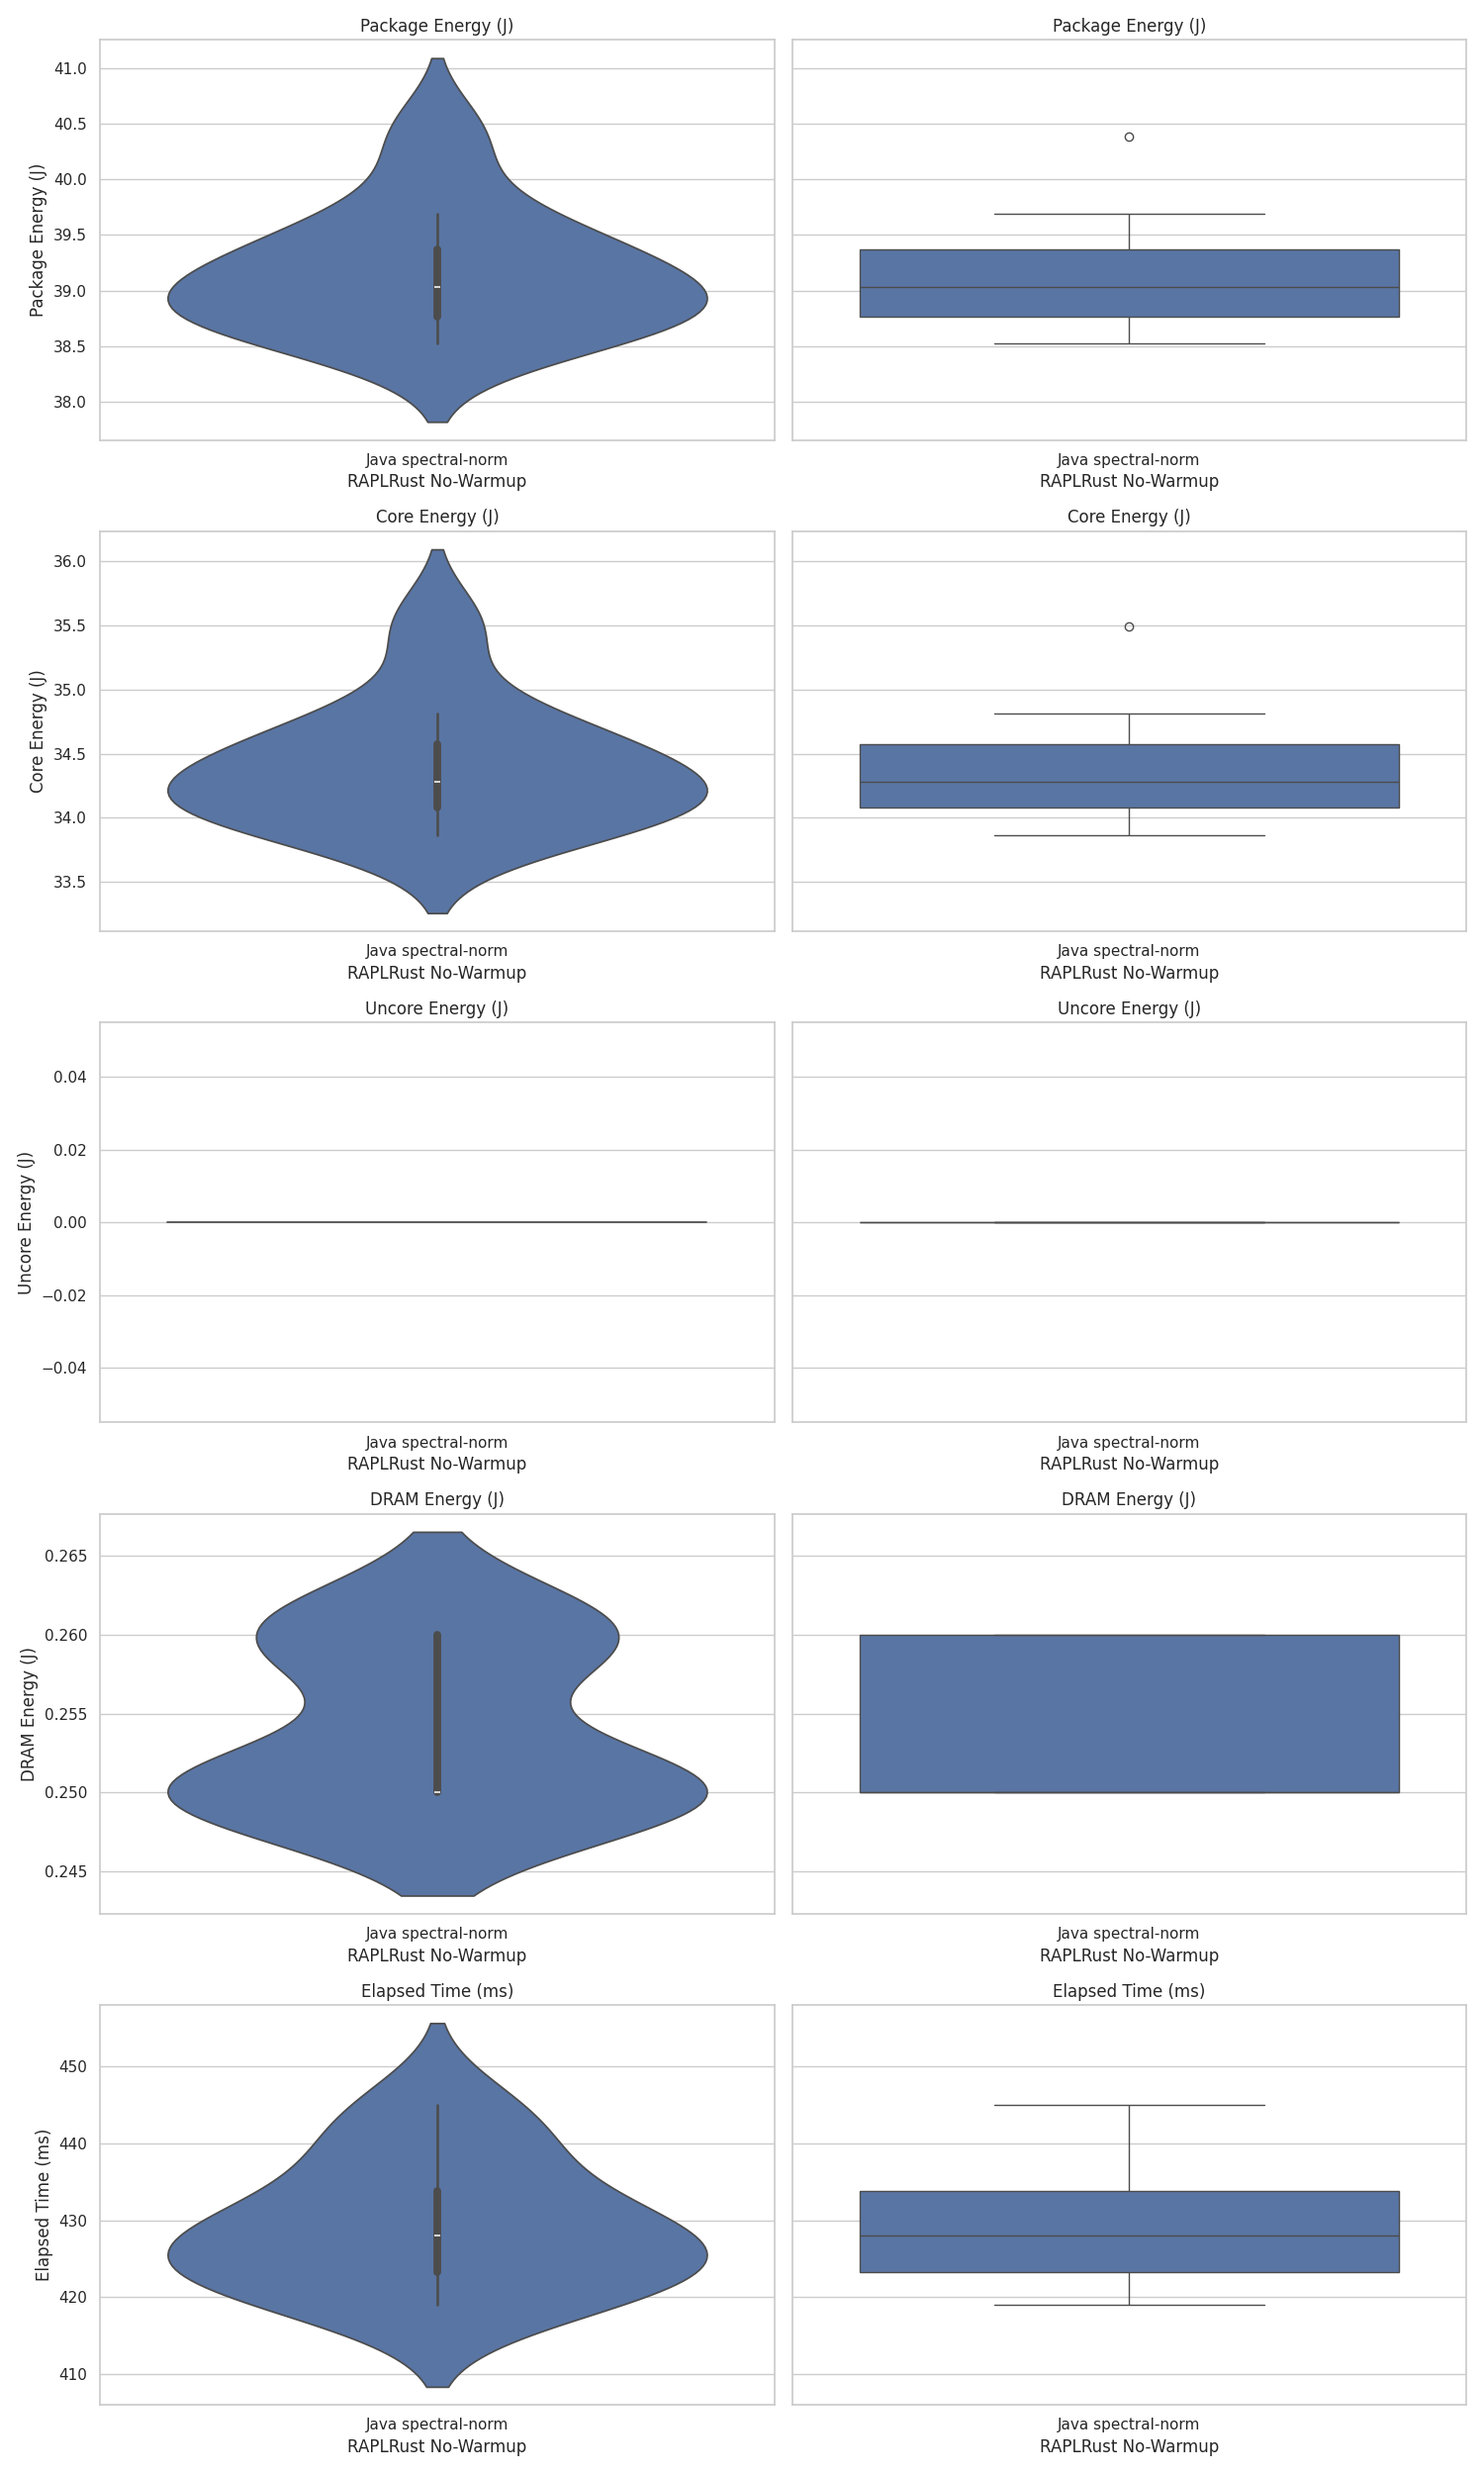 Package Energy (J)
Package Energy (J)
Package Energy (J)
41.0
40.5
40.0
39.5
39.0
38.5
38.0
Java spectral-norm
RAPLRust No-Warmup
Java spectral-norm
RAPLRust No-Warmup
Core Energy (J)
Core Energy (J)
Core Energy (J)
36.0
35.5
35.0
34.5
34.0
33.5
Java spectral-norm
RAPLRust No-Warmup
Java spectral-norm
RAPLRust No-Warmup
Uncore Energy (J)
Uncore Energy (J)
Uncore Energy (J)
0.04
0.02
0.00
−0.02
−0.04
Java spectral-norm
RAPLRust No-Warmup
Java spectral-norm
RAPLRust No-Warmup
DRAM Energy (J)
DRAM Energy (J)
DRAM Energy (J)
0.265
0.260
0.255
0.250
0.245
Java spectral-norm
RAPLRust No-Warmup
Java spectral-norm
RAPLRust No-Warmup
Elapsed Time (ms)
Elapsed Time (ms)
Elapsed Time (ms)
450
440
430
420
410
Java spectral-norm
RAPLRust No-Warmup
Java spectral-norm
RAPLRust No-Warmup